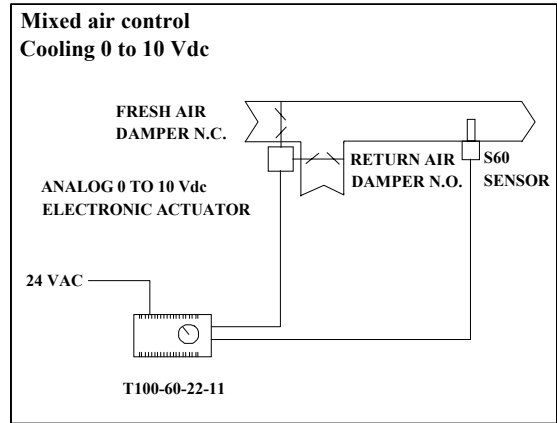 Mixed air control
Cooling 0 to 10 Vdc
FRESH AIR
DAMPER N.C.
RETURN AIR
DAMPER N.O.
S60
SENSOR
ANALOG 0 TO 10 Vdc
ELECTRONIC ACTUATOR
24 VAC
T100-60-22-11